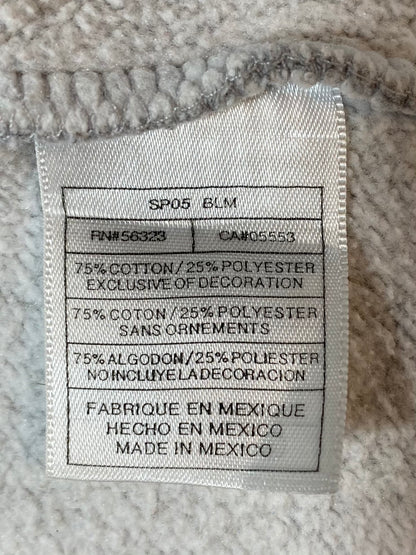 SP05 BLM
RN#56323 CA#05553
75% COTTON/25% POLYESTER
EXCLUSIVE OF DECORATION
75% COTON/25% POLYESTER
SANS ORNEMENTS
75% ALGODON/25% POLIESTER
NO INCLUYE LA DECORACION
FABRIQUE EN MEXIQUE
HECHO EN MEXICO
MADE IN MEXICO